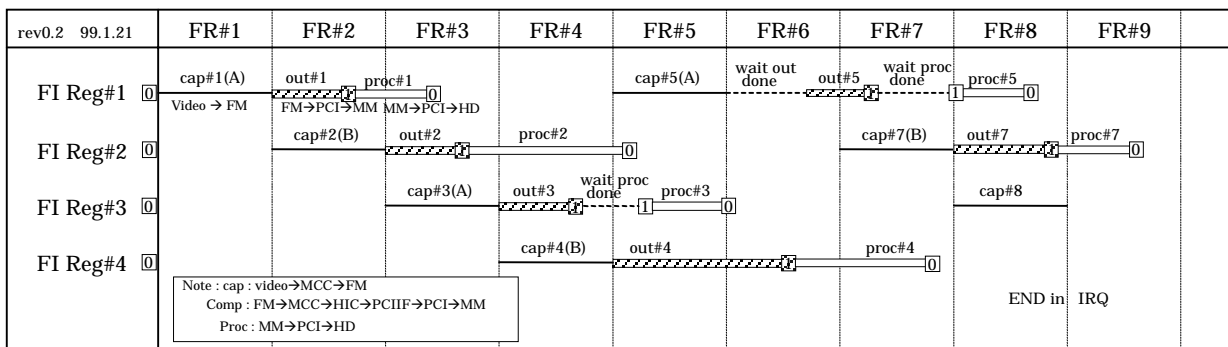 rev0.2 99.1.21 FR#1 FR#2 FR#3 FR#4 FR#5 FR#6 FR#7 FR#8 FR#9
FI Reg#1 0 cap#1(A) out#1 1 proc#1 0 cap#5(A) wait out done out#5 1 wait proc done 1 proc#5 0
Video → FM FM→PCI→MM MM→PCI→HD
FI Reg#2 0 cap#2(B) out#2 1 proc#2 0 cap#7(B) out#7 1 proc#7 0
FI Reg#3 0 cap#3(A) out#3 1 wait proc done 1 proc#3 0 cap#8
FI Reg#4 0 cap#4(B) out#4 1 proc#4 0
Note : cap : video→MCC→FM
Comp : FM→MCC→HIC→PCIIF→PCI→MM
Proc : MM→PCI→HD
END in IRQ